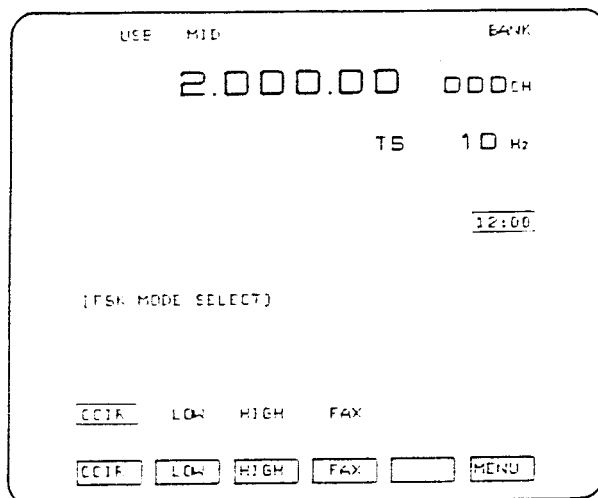 USB MID BANK
2.000.00 000CH
TS 10 Hz
12:00
[FSK MODE SELECT]
CCIR LOW HIGH FAX
CCIR LOW HIGH FAX MENU